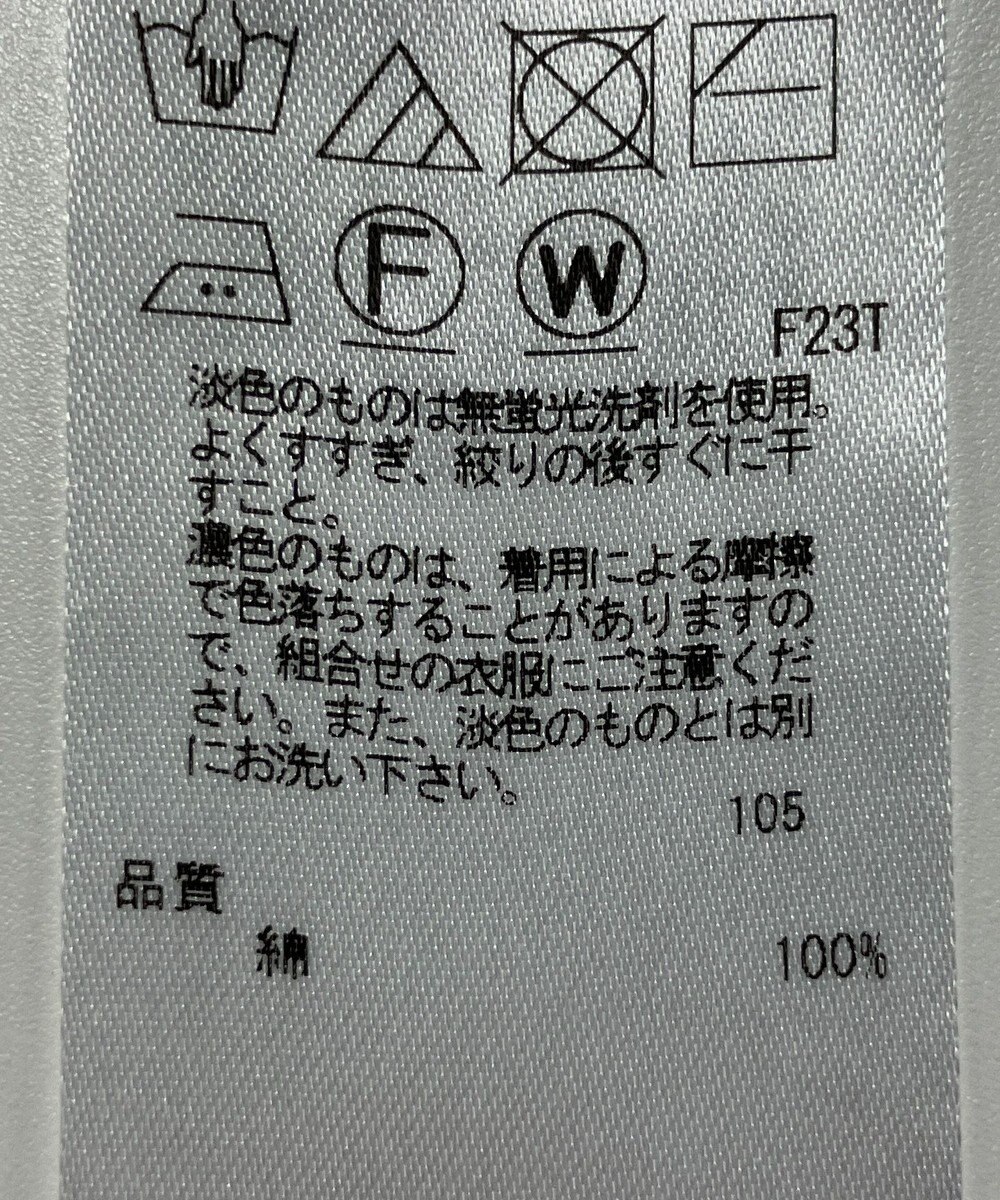 F
W
F23T
淡色のものは無蛍光洗剤を使用。
よくすすぎ、絞りの後すぐに干
すこと。
濃色のものは、着用による摩擦
で色落ちすることがありますの
で、組合せの衣服にご注意くだ
さい。また、淡色のものとは別
にお洗い下さい。
105
品質
綿 100%